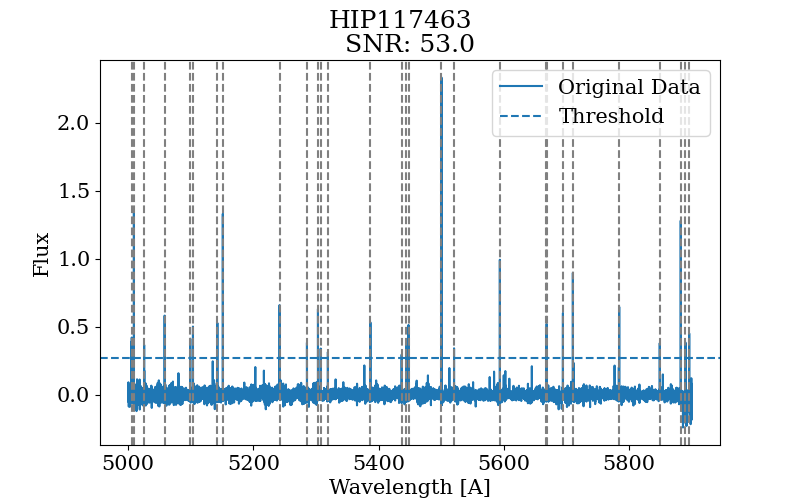 HIP117463
SNR: 53.0
Original Data
Threshold
Flux
2.0
1.5
1.0
0.5
0.0
5000
5200
5400
5600
5800
Wavelength [A]